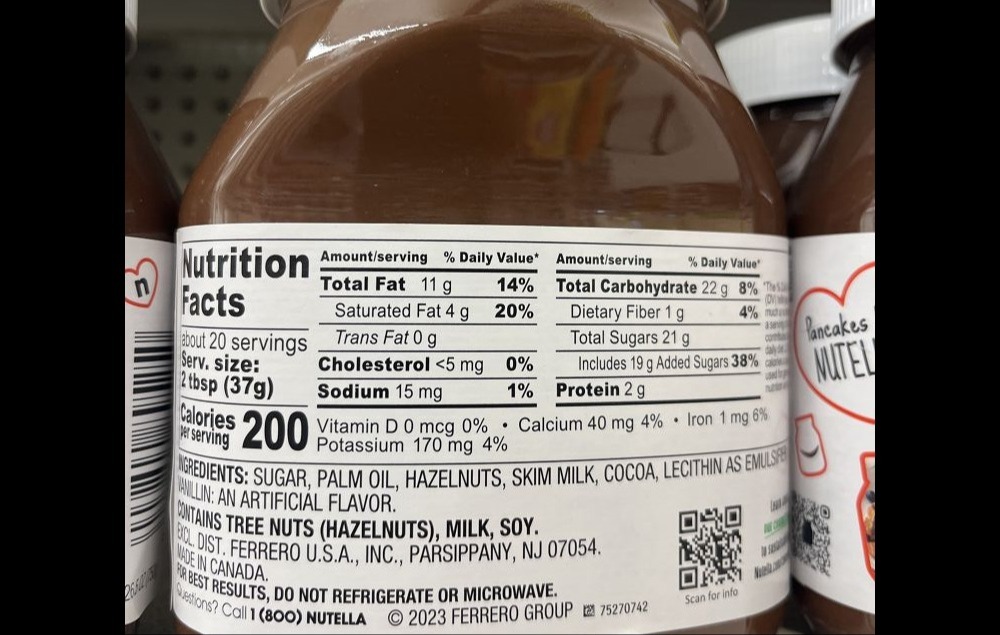 Nutrition
Facts
about 20 servings
Serv. size:
2 tbsp (37g)
Calories
per serving 200
Amount/serving % Daily Value*
Total Fat 11 g 14%
Saturated Fat 4 g 20%
Trans Fat 0 g
Cholesterol <5 mg 0%
Sodium 15 mg 1%
Amount/serving % Daily Value*
Total Carbohydrate 22 g 8%
Dietary Fiber 1 g 4%
Total Sugars 21 g
Includes 19 g Added Sugars 38%
Protein 2 g
Vitamin D 0 mcg 0% • Calcium 40 mg 4% • Iron 1 mg 6%
Potassium 170 mg 4%
INGREDIENTS: SUGAR, PALM OIL, HAZELNUTS, SKIM MILK, COCOA, LECITHIN AS
VANILLIN: AN ARTIFICIAL FLAVOR.
CONTAINS TREE NUTS (HAZELNUTS), MILK, SOY.
EXCL. DIST. FERRERO U.S.A., INC., PARSIPPANY, NJ 07054.
MADE IN CANADA.
FOR BEST RESULTS, DO NOT REFRIGERATE OR MICROWAVE.
Questions? Call 1 (800) NUTELLA © 2023 FERRERO GROUP 75270742
Scan for info
n
Pancakes
NUTEL